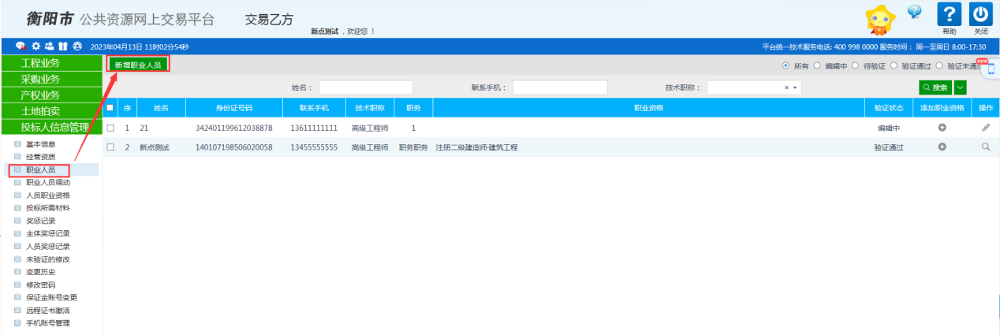 衡阳市 公共资源网上交易平台 交易乙方 新点测试，欢迎您！
? 帮助 关闭
2023年04月13日 11时02分54秒 平台统一技术服务电话: 400 998 0000 服务时间： 周一至周日 8:00-17:30
工程业务
采购业务
产权业务
土地拍卖
投标人信息管理
基本信息
经营资质
职业人员
职业人员调动
人员职业资格
投标所需材料
奖惩记录
主体奖惩记录
人员奖惩记录
未验证的修改
变更历史
修改密码
保证金账号变更
远程证书激活
手机账号管理
新增职业人员 所有 编辑中 待验证 验证通过 验证未通 NEW
姓名： 联系手机： 技术职称： 搜索
序 姓名 身份证号码 联系手机 技术职称 职务 职业资格 验证状态 添加职业资格 操作
1 21 342401199612038878 13611111111 高级工程师 1 编辑中
2 新点测试 140107198506020058 13455555555 高级工程师 职务职务 注册二级建造师·建筑工程 验证通过